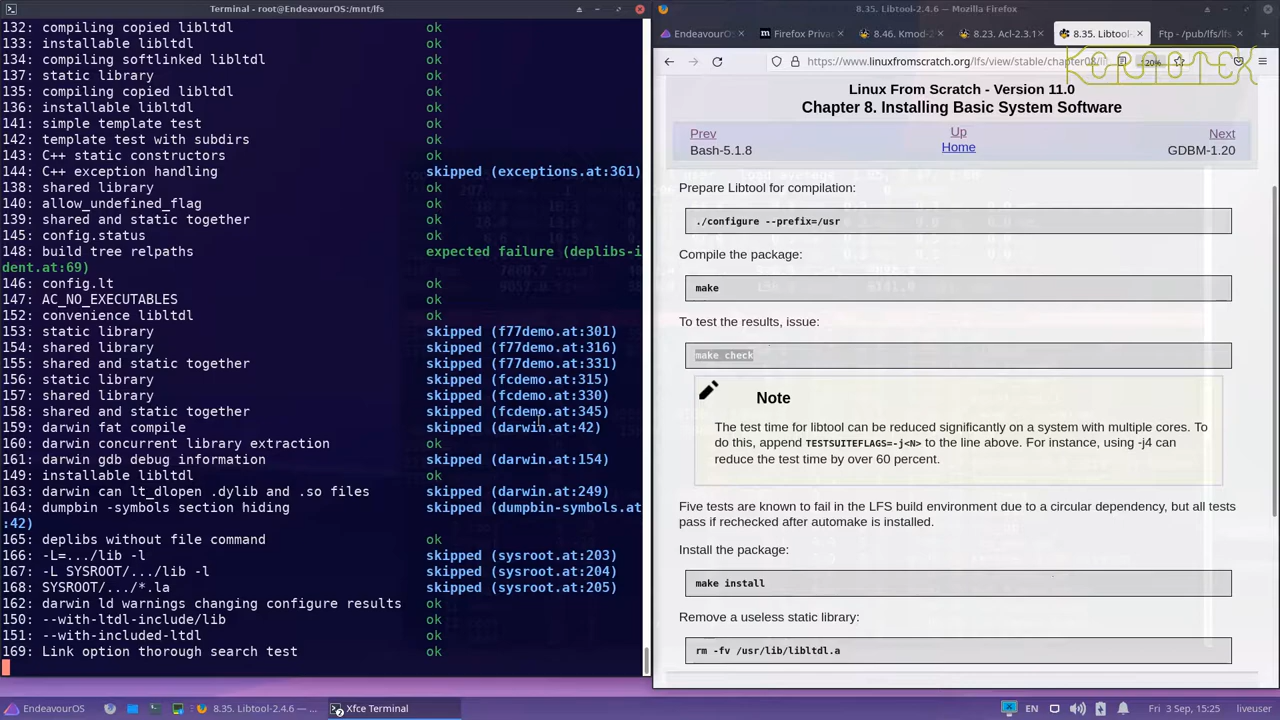 Terminal - root@EndeavourOS:/mnt/lfs
132: compiling copied libltdl ok
133: installable libltdl ok
134: compiling softlinked libltdl ok
137: static library ok
135: compiling copied libltdl ok
136: installable libltdl ok
141: simple template test ok
142: template test with subdirs ok
143: C++ static constructors ok
144: C++ exception handling skipped (exceptions.at:361)
138: shared library ok
140: allow_undefined_flag ok
139: shared and static together ok
145: config.status ok
148: build tree relpaths expected failure (deplibs-i
dent.at:69)
146: config.lt ok
147: AC_NO_EXECUTABLES ok
152: convenience libltdl ok
153: static library skipped (f77demo.at:301)
154: shared library skipped (f77demo.at:316)
155: shared and static together skipped (f77demo.at:331)
156: static library skipped (fcdemo.at:315)
157: shared library skipped (fcdemo.at:330)
158: shared and static together skipped (fcdemo.at:345)
159: darwin fat compile skipped (darwin.at:42)
160: darwin concurrent library extraction ok
161: darwin gdb debug information skipped (darwin.at:154)
149: installable libltdl ok
163: darwin can lt_dlopen .dylib and .so files skipped (darwin.at:249)
164: dumpbin -symbols section hiding skipped (dumpbin-symbols.at
:42)
165: deplibs without file command ok
166: -L=.../lib -l skipped (sysroot.at:203)
167: -L SYSROOT/.../lib -l skipped (sysroot.at:204)
168: SYSROOT/.../*.la skipped (sysroot.at:205)
162: darwin ld warnings changing configure results ok
150: --with-ltdl-include/lib ok
151: --with-included-ltdl ok
169: Link option thorough search test ok
8.35. Libtool-2.4.6 — Mozilla Firefox
EndeavourOS Firefox Privac 8.46. Kmod-2 8.23. Acl-2.3.1 8.35. Libtool- Ftp - /pub/lfs/lfs
https://www.linuxfromscratch.org/lfs/view/stable/chapter08/l 120%
Linux From Scratch - Version 11.0
Chapter 8. Installing Basic System Software
Prev Up Next
Bash-5.1.8 Home GDBM-1.20
Prepare Libtool for compilation:
./configure --prefix=/usr
Compile the package:
make
To test the results, issue:
make check
Note
The test time for libtool can be reduced significantly on a system with multiple cores. To
do this, append TESTSUITEFLAGS=-j<N> to the line above. For instance, using -j4 can
reduce the test time by over 60 percent.
Five tests are known to fail in the LFS build environment due to a circular dependency, but all tests
pass if rechecked after automake is installed.
Install the package:
make install
Remove a useless static library:
rm -fv /usr/lib/libltdl.a
EndeavourOS 8.35. Libtool-2.4.6 — ... Xfce Terminal Fri 3 Sep, 15:25 liveuser